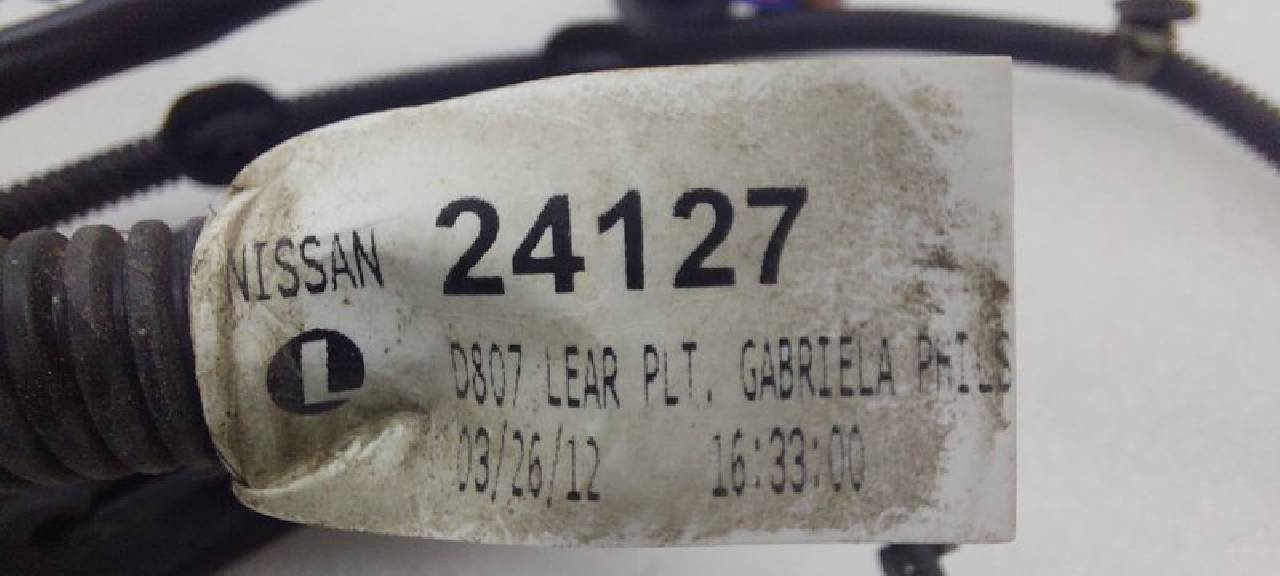 NISSAN 24127
L
D807 LEAR PLT. GABRIELA PHILS
03/26/12 16:33:00